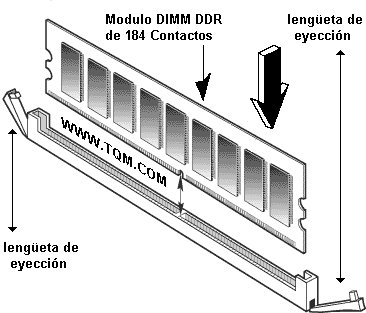 Modulo DIMM DDR
de 184 Contactos
lengüeta de
eyección
WWW.TQM.COM
lengüeta de
eyección